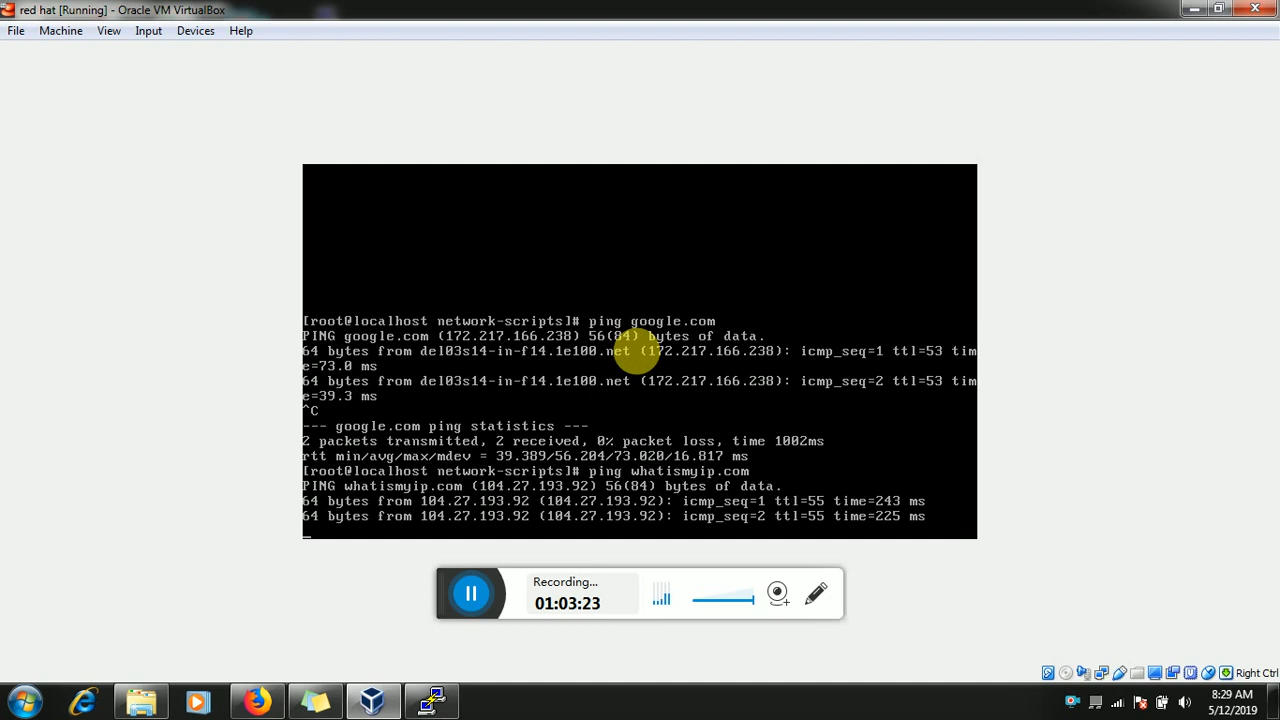 red hat [Running] - Oracle VM VirtualBox
File Machine View Input Devices Help
[root@localhost network-scripts]# ping google.com
PING google.com (172.217.166.238) 56(84) bytes of data.
64 bytes from del03s14-in-f14.1e100.net (172.217.166.238): icmp_seq=1 ttl=53 tim
e=73.0 ms
64 bytes from del03s14-in-f14.1e100.net (172.217.166.238): icmp_seq=2 ttl=53 tim
e=39.3 ms
^C
--- google.com ping statistics ---
2 packets transmitted, 2 received, 0% packet loss, time 1002ms
rtt min/avg/max/mdev = 39.389/56.204/73.020/16.817 ms
[root@localhost network-scripts]# ping whatismyip.com
PING whatismyip.com (104.27.193.92) 56(84) bytes of data.
64 bytes from 104.27.193.92 (104.27.193.92): icmp_seq=1 ttl=55 time=243 ms
64 bytes from 104.27.193.92 (104.27.193.92): icmp_seq=2 ttl=55 time=225 ms
_
Recording...
01:03:23
Right Ctrl
8:29 AM
5/12/2019